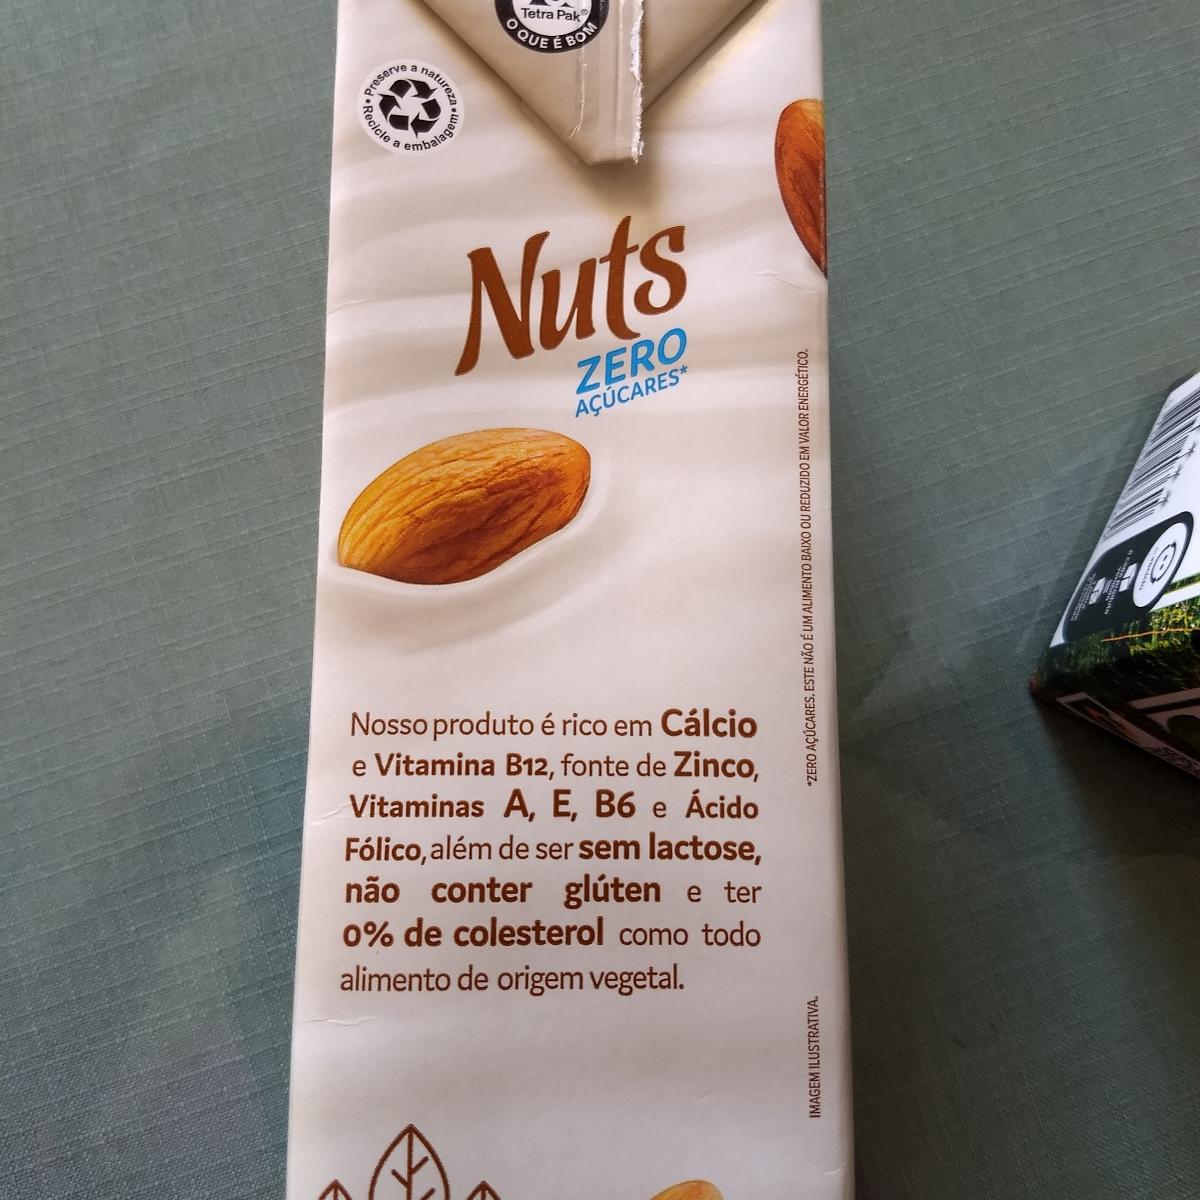 Tetra Pak®
O QUE É BOM
Preserve a natureza
Recicle a embalagem
Nuts
ZERO
AÇÚCARES*
Nosso produto é rico em Cálcio
e Vitamina B12, fonte de Zinco,
Vitaminas A, E, B6 e Ácido
Fólico, além de ser sem lactose,
não conter glúten e ter
0% de colesterol como todo
alimento de origem vegetal.
*ZERO AÇÚCARES. ESTE NÃO É UM ALIMENTO BAIXO OU REDUZIDO EM VALOR ENERGÉTICO.
IMAGEM ILUSTRATIVA.